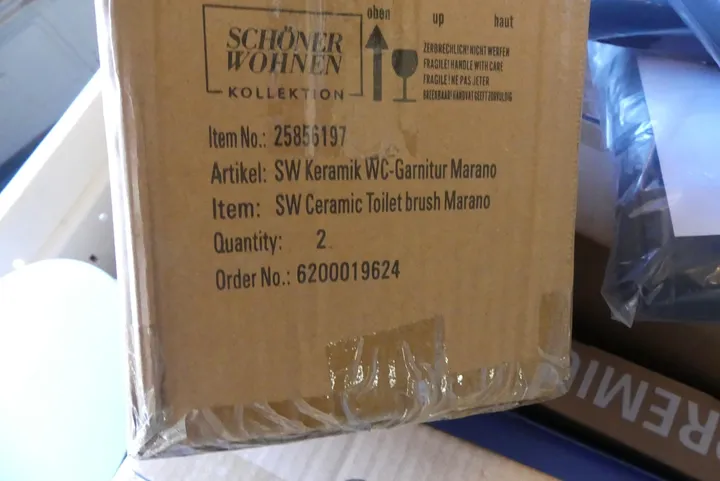 oben up haut
SCHÖNER
WOHNEN
KOLLEKTION
ZERBRECHLICH! NICHT WERFEN
FRAGILE! HANDLE WITH CARE
FRAGILE! NE PAS JETER
Item No.: 25856197
Artikel: SW Keramik WC-Garnitur Marano
Item: SW Ceramic Toilet brush Marano
Quantity: 2
Order No.: 6200019624
PREMI